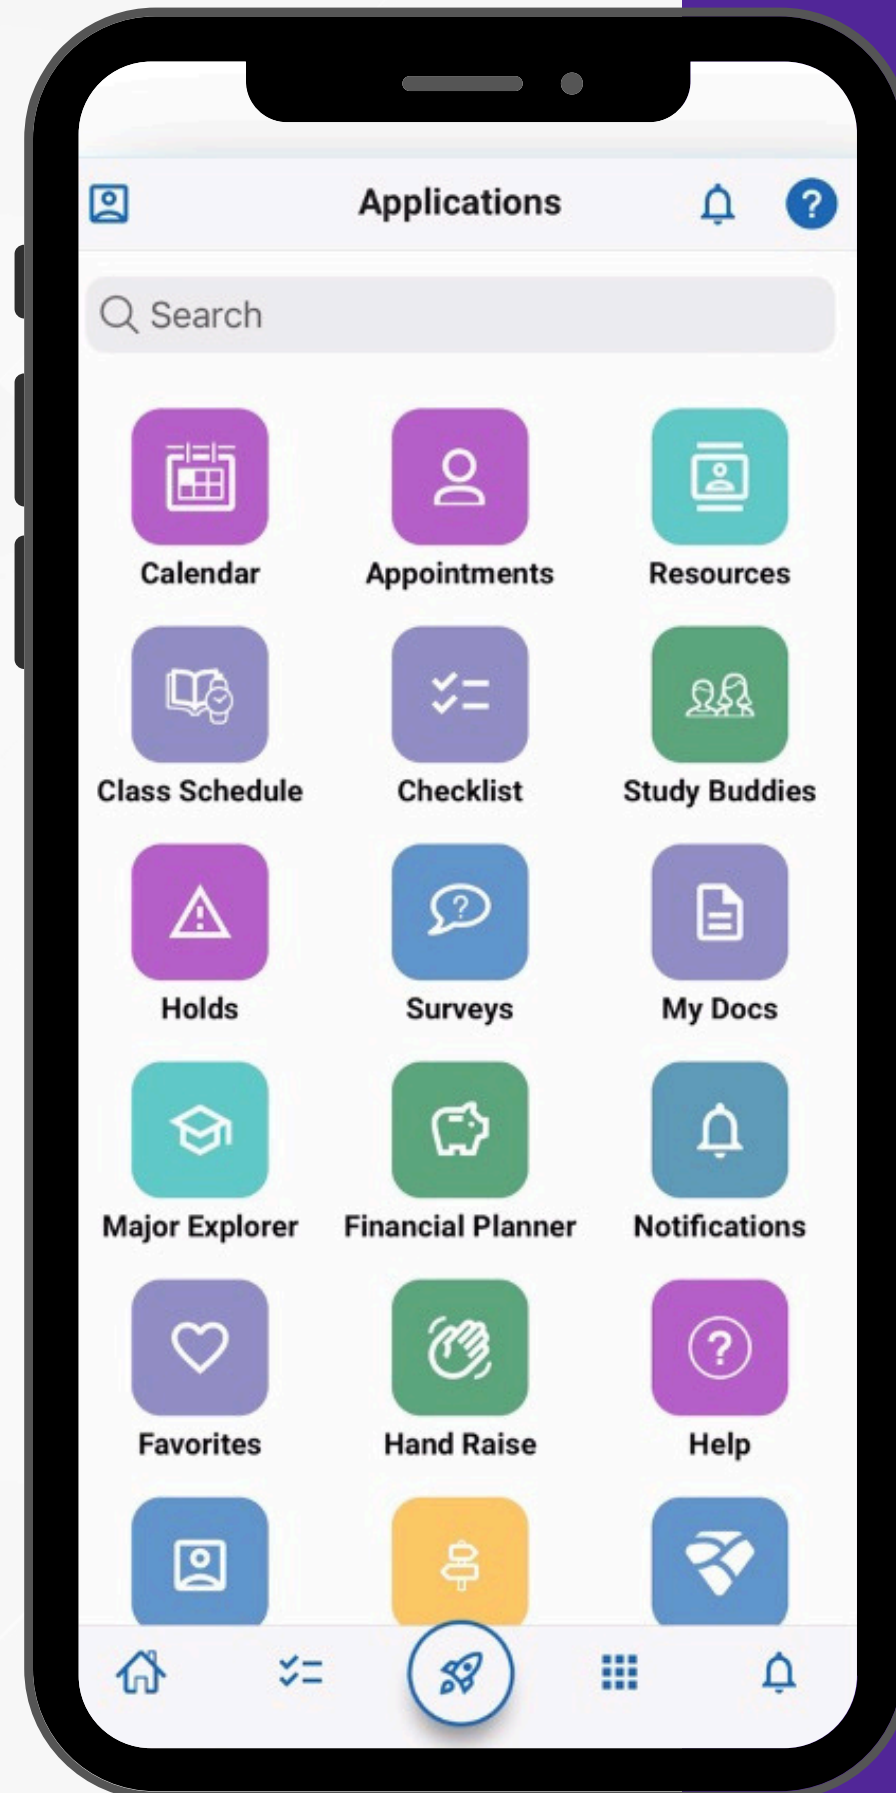 Applications
?
Search
Calendar Appointments Resources
Class Schedule Checklist Study Buddies
?
Holds Surveys My Docs
Major Explorer Financial Planner Notifications
?
Favorites Hand Raise Help